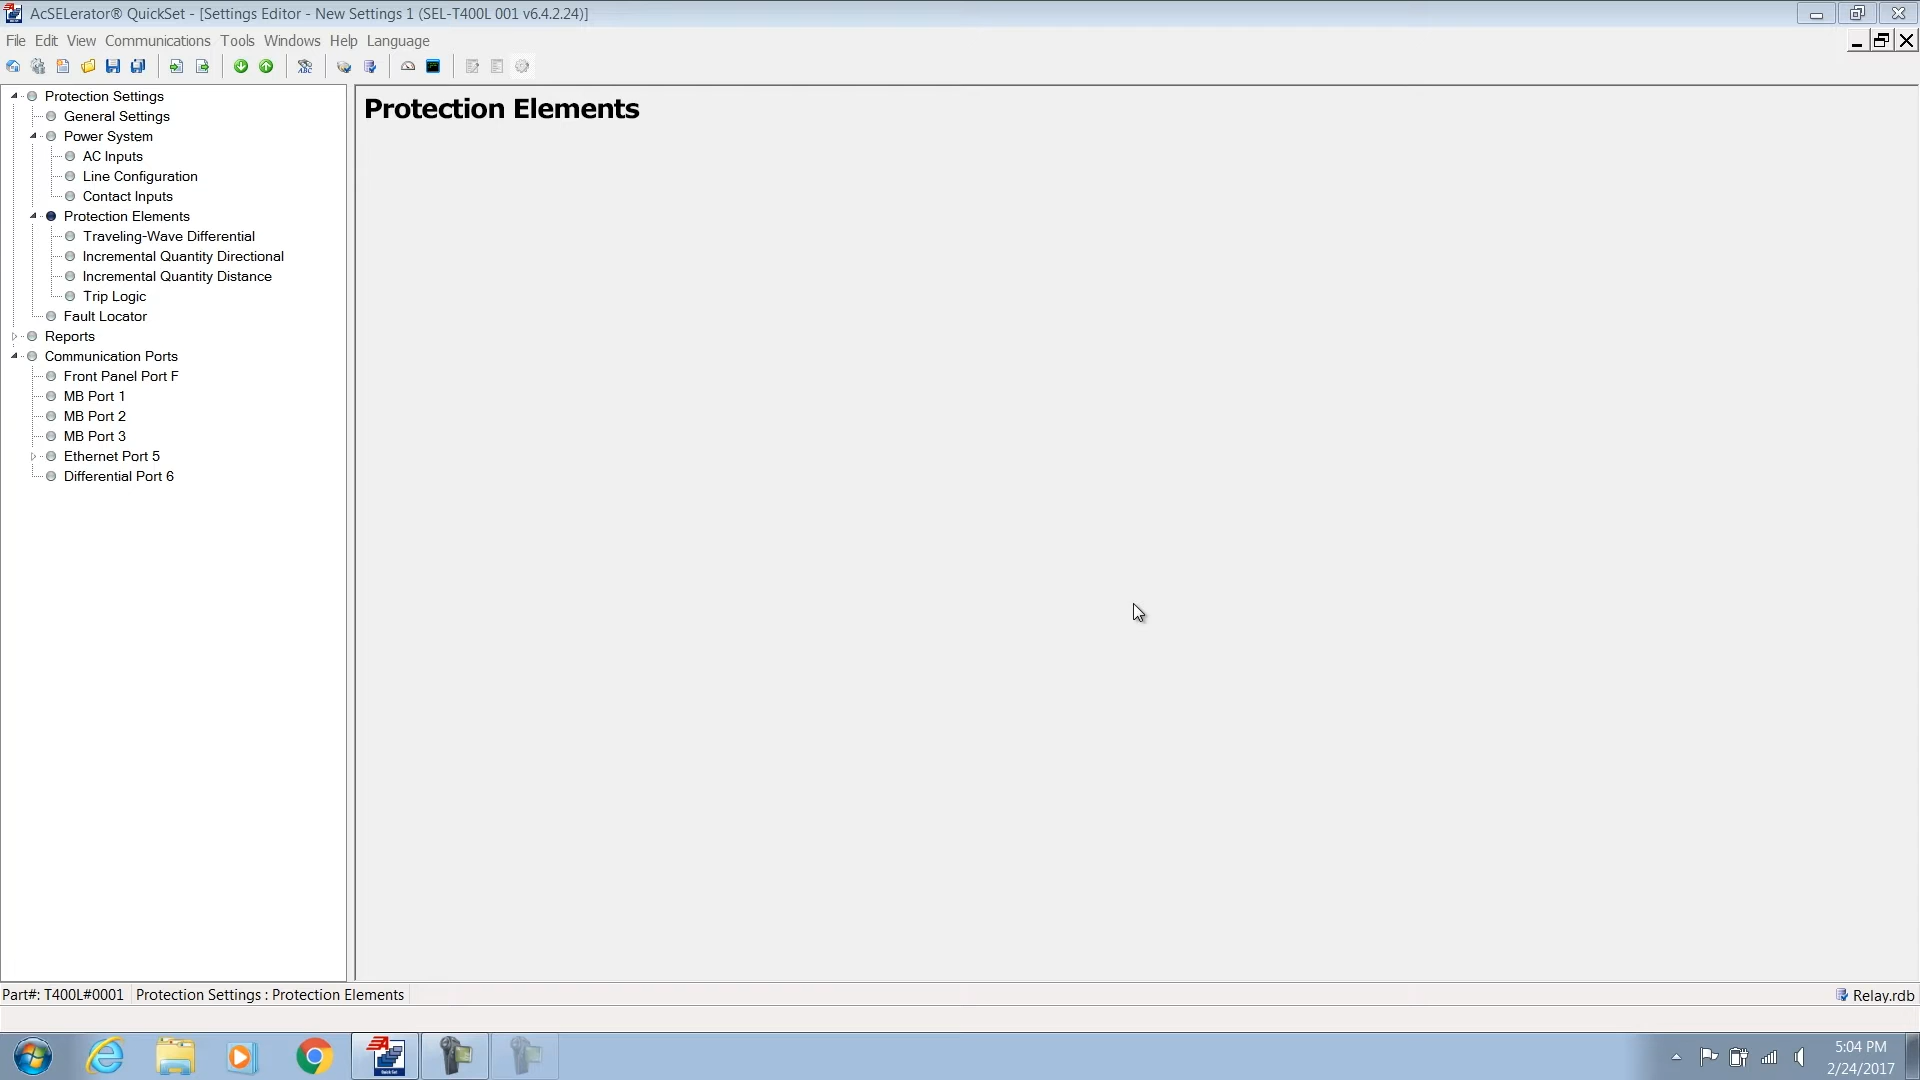 AcSELerator® QuickSet - [Settings Editor - New Settings 1 (SEL-T400L 001 v6.4.2.24)]
File Edit View Communications Tools Windows Help Language
ABC
Protection Settings
General Settings
Power System
AC Inputs
Line Configuration
Contact Inputs
Protection Elements
Traveling-Wave Differential
Incremental Quantity Directional
Incremental Quantity Distance
Trip Logic
Fault Locator
Reports
Communication Ports
Front Panel Port F
MB Port 1
MB Port 2
MB Port 3
Ethernet Port 5
Differential Port 6
Protection Elements
Part#: T400L#0001 Protection Settings : Protection Elements Relay.rdb
Quick Set
5:04 PM
2/24/2017